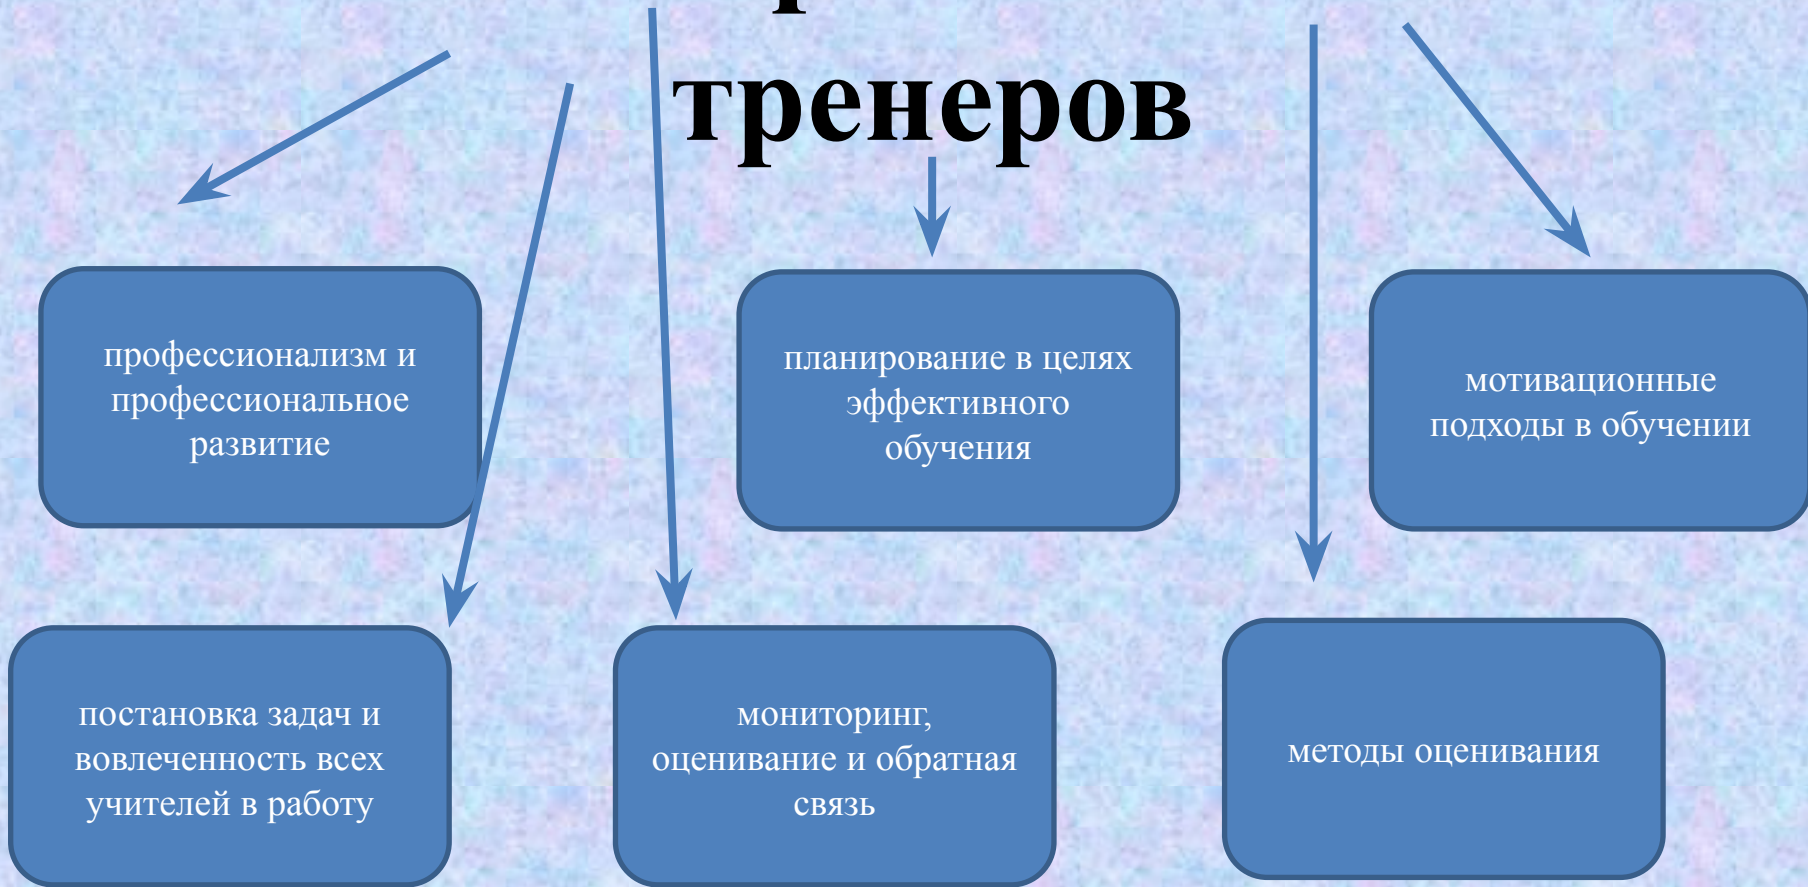 тренеров
профессионализм и
профессиональное
развитие
планирование в целях
эффективного
обучения
мотивационные
подходы в обучении
постановка задач и
вовлеченность всех
учителей в работу
мониторинг,
оценивание и обратная
связь
методы оценивания